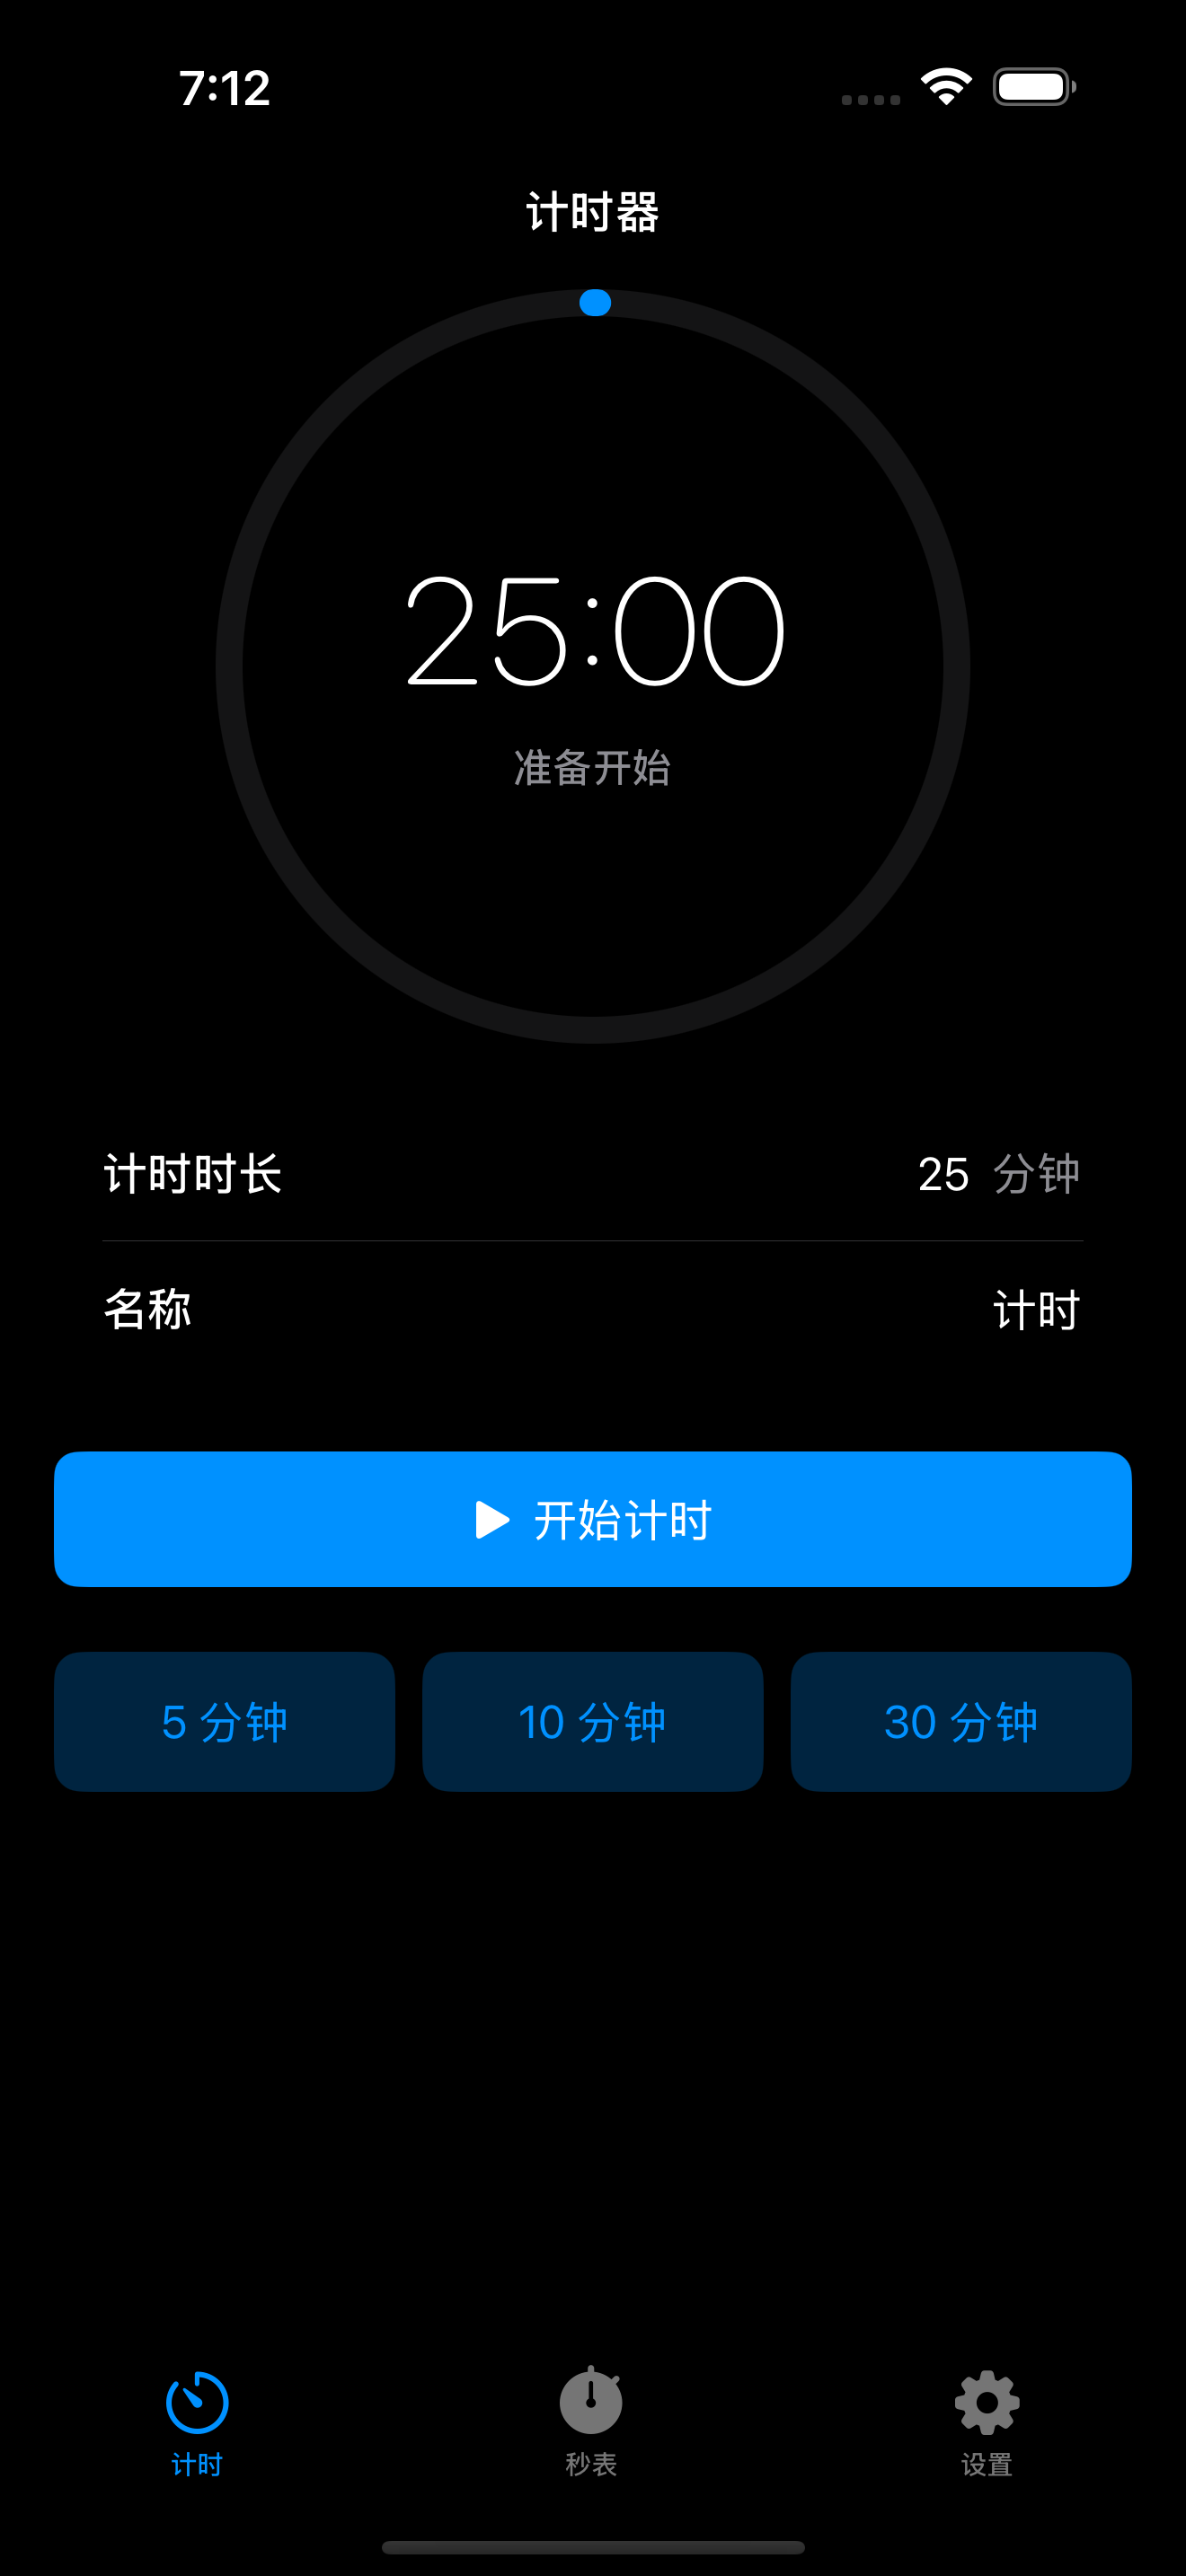 7:12
计时器
25:00
准备开始
计时时长 25 分钟
名称 计时
开始计时
5 分钟 10 分钟 30 分钟
计时 秒表 设置